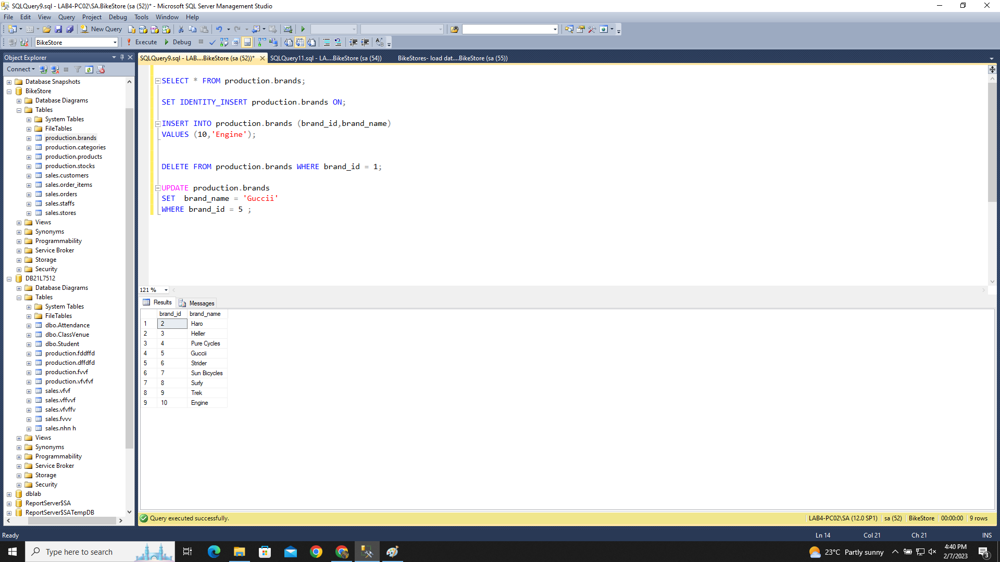 SQLQuery9.sql - LAB4-PC02\SA.BikeStore (sa (52))* - Microsoft SQL Server Management Studio
File Edit View Query Project Debug Tools Window Help
New Query
BikeStore Execute Debug
Object Explorer
Connect
Database Snapshots
BikeStore
Database Diagrams
Tables
System Tables
FileTables
production.brands
production.categories
production.products
production.stocks
sales.customers
sales.order_items
sales.orders
sales.staffs
sales.stores
Views
Synonyms
Programmability
Service Broker
Storage
Security
DB21L7512
Database Diagrams
Tables
System Tables
FileTables
dbo.Attendance
dbo.ClassVenue
dbo.Student
production.fddffd
production.dffdfd
production.fvvf
production.vfvfvf
sales.vfvf
sales.vffvvf
sales.vfvffv
sales.fvvv
sales.nhn h
Views
Synonyms
Programmability
Service Broker
Storage
Security
dblab
ReportServer$SA
ReportServer$SATempDB
SQLQuery9.sql - LAB....BikeStore (sa (52))* SQLQuery11.sql - LA....BikeStore (sa (54)) BikeStores- load dat....BikeStore (sa (55))
SELECT * FROM production.brands;
SET IDENTITY_INSERT production.brands ON;
INSERT INTO production.brands (brand_id,brand_name)
VALUES (10,'Engine');
DELETE FROM production.brands WHERE brand_id = 1;
UPDATE production.brands
SET  brand_name = 'Guccii'
WHERE brand_id = 5 ;
121 %
Results Messages
brand_id brand_name
1 2 Haro
2 3 Heller
3 4 Pure Cycles
4 5 Guccii
5 6 Strider
6 7 Sun Bicycles
7 8 Surly
8 9 Trek
9 10 Engine
Query executed successfully. LAB4-PC02\SA (12.0 SP1) sa (52) BikeStore 00:00:00 9 rows
Ready Ln 14 Col 21 Ch 21 INS
Type here to search 23°C Partly sunny 4:40 PM
2/7/2023 3